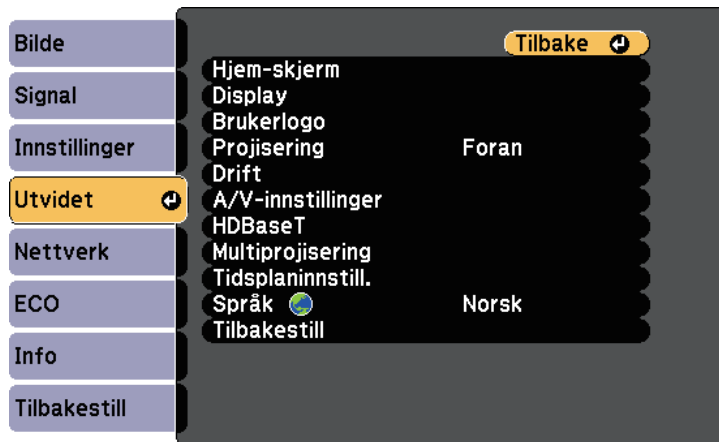 Bilde
Signal
Innstillinger
Utvidet
Nettverk
ECO
Info
Tilbakestill
Tilbake
Hjem-skjerm
Display
Brukerlogo
Projisering Foran
Drift
A/V-innstillinger
HDBaseT
Multiprojisering
Tidsplaninnstill.
Språk Norsk
Tilbakestill